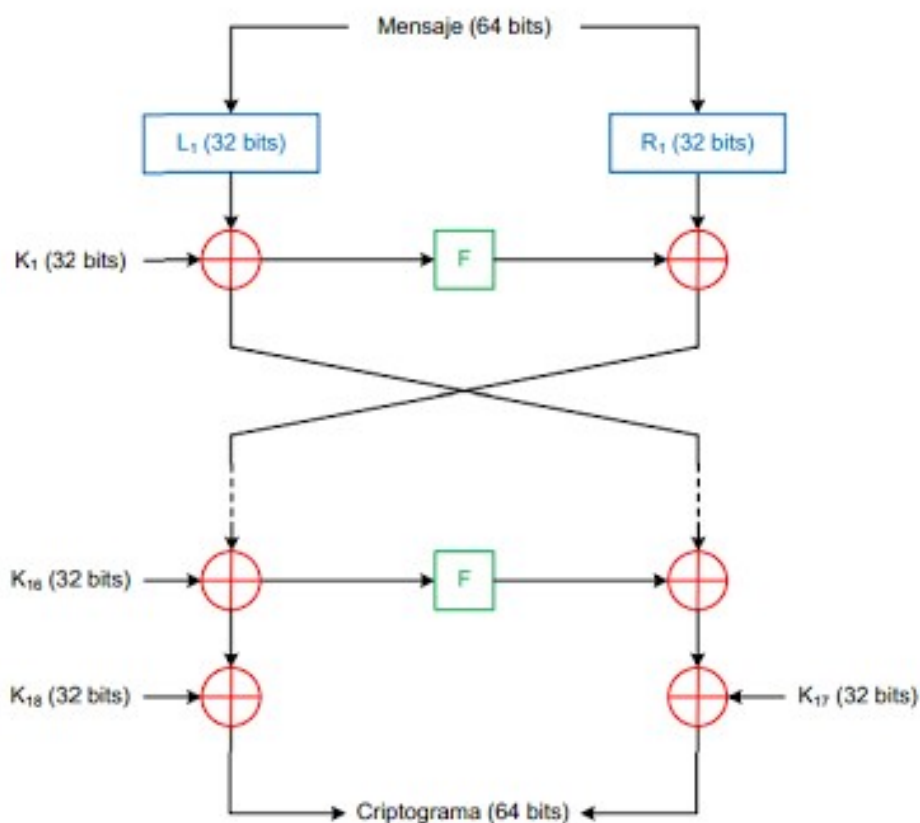 Mensaje (64 bits)
L₁ (32 bits)
R₁ (32 bits)
K₁ (32 bits)
F
K₁₆ (32 bits)
F
K₁₈ (32 bits)
K₁₇ (32 bits)
Criptograma (64 bits)